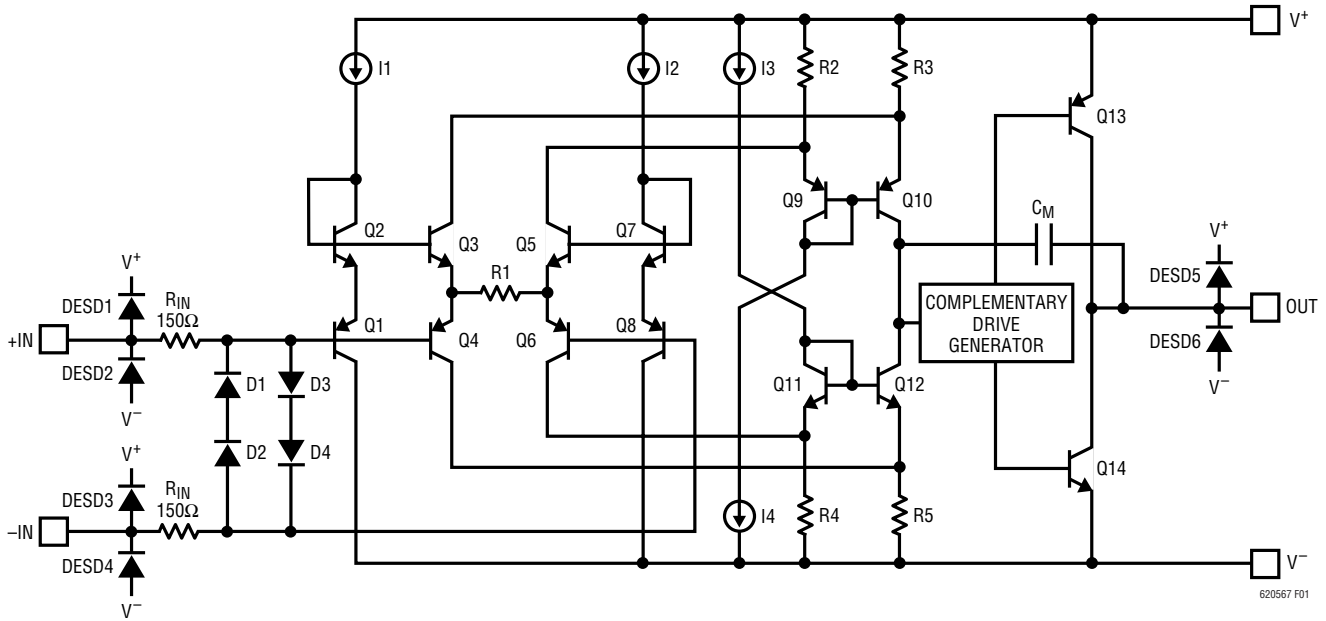 V+
I1
I2
I3
R2
R3
Q13
Q9
Q10
CM
Q2
Q3
Q5
Q7
V+
V+
R1
DESD1
RIN
150Ω
DESD5
COMPLEMENTARY
DRIVE
GENERATOR
+IN
OUT
Q1
Q4
Q6
Q8
DESD2
DESD6
D1
D3
Q11
Q12
V–
V–
V+
D2
D4
Q14
DESD3
RIN
150Ω
I4
R4
R5
–IN
DESD4
V–
V–
620567 F01